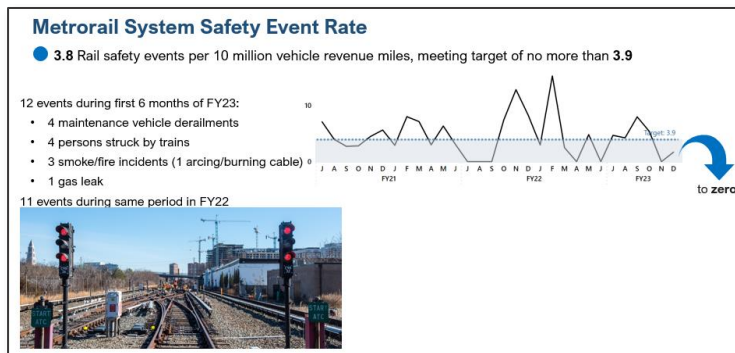 Metrorail System Safety Event Rate
3.8 Rail safety events per 10 million vehicle revenue miles, meeting target of no more than 3.9
12 events during first 6 months of FY23:
• 4 maintenance vehicle derailments
• 4 persons struck by trains
• 3 smoke/fire incidents (1 arcing/burning cable)
• 1 gas leak
11 events during same period in FY22
10
Target: 3.9
0
J A S O N D J F M A M J J A S O N D J F M A M J J A S O N D
FY21 FY22 FY23
to zero
START
ATC
START
ATC